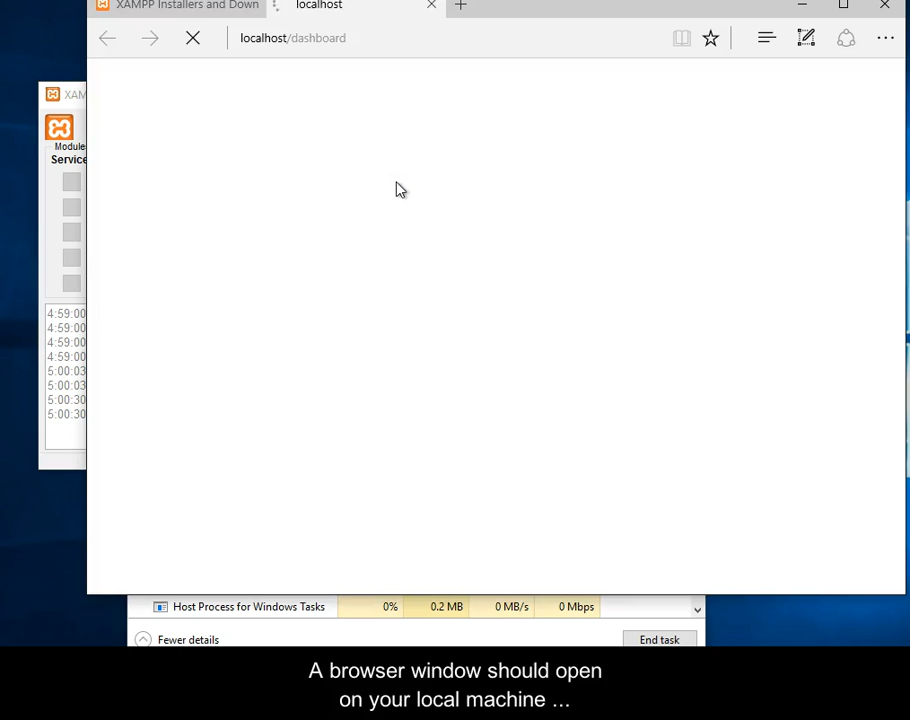 XAMPP Installers and Down
localhost
localhost/dashboard
XAM
Modules
Service
4:59:00
4:59:00
4:59:00
4:59:00
5:00:03
5:00:03
5:00:30
5:00:30
Host Process for Windows Tasks 0% 0.2 MB 0 MB/s 0 Mbps
Fewer details End task
A browser window should open
on your local machine ...